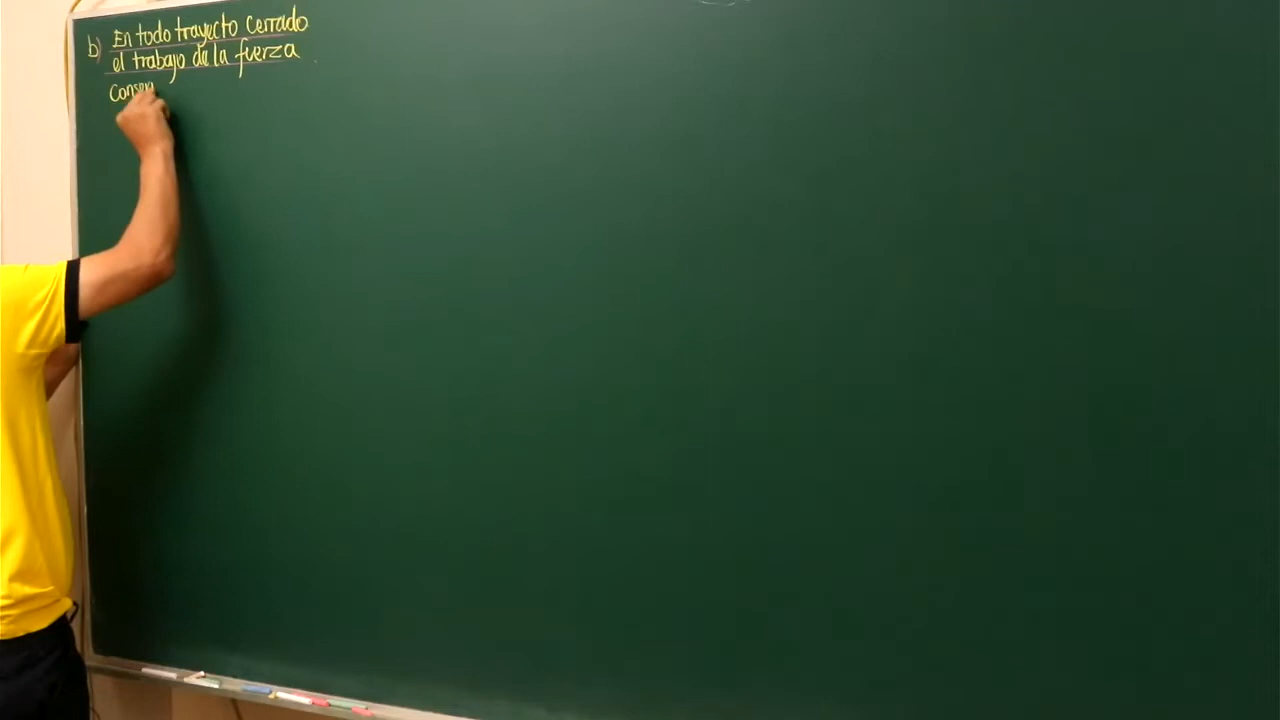 b) En todo trayecto cerrado
el trabajo de la fuerza
Conserv